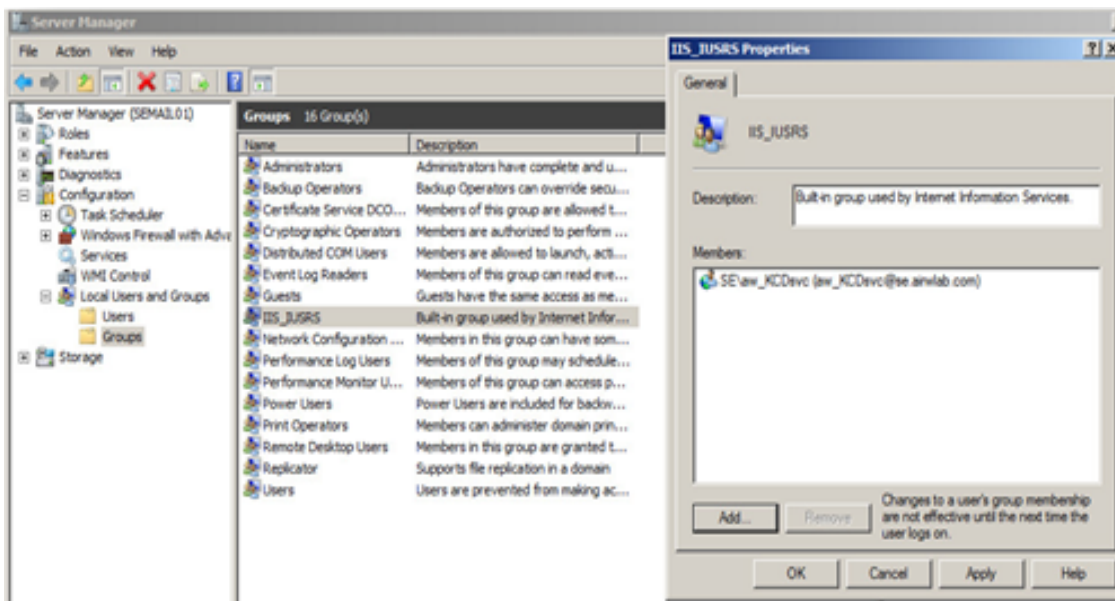 Server Manager
File Action View Help
Server Manager (SEMAIL01)
Roles
Features
Diagnostics
Configuration
Task Scheduler
Windows Firewall with Adva
Services
WMI Control
Local Users and Groups
Users
Groups
Storage
Groups 16 Group(s)
Name Description
Administrators Administrators have complete and u...
Backup Operators Backup Operators can override secu...
Certificate Service DCO... Members of this group are allowed t...
Cryptographic Operators Members are authorized to perform ...
Distributed COM Users Members are allowed to launch, acti...
Event Log Readers Members of this group can read eve...
Guests Guests have the same access as me...
IIS_IUSRS Built-in group used by Internet Infor...
Network Configuration ... Members in this group can have som...
Performance Log Users Members of this group may schedule...
Performance Monitor U... Members of this group can access p...
Power Users Power Users are included for backw...
Print Operators Members can administer domain prin...
Remote Desktop Users Members in this group are granted t...
Replicator Supports file replication in a domain
Users Users are prevented from making ac...
IIS_IUSRS Properties
General
IIS_IUSRS
Description: Built-in group used by Internet Information Services.
Members:
SE\aw_KCDsvc (aw_KCDsvc@se.airwlab.com)
Add... Remove
Changes to a user's group membership
are not effective until the next time the
user logs on.
OK Cancel Apply Help